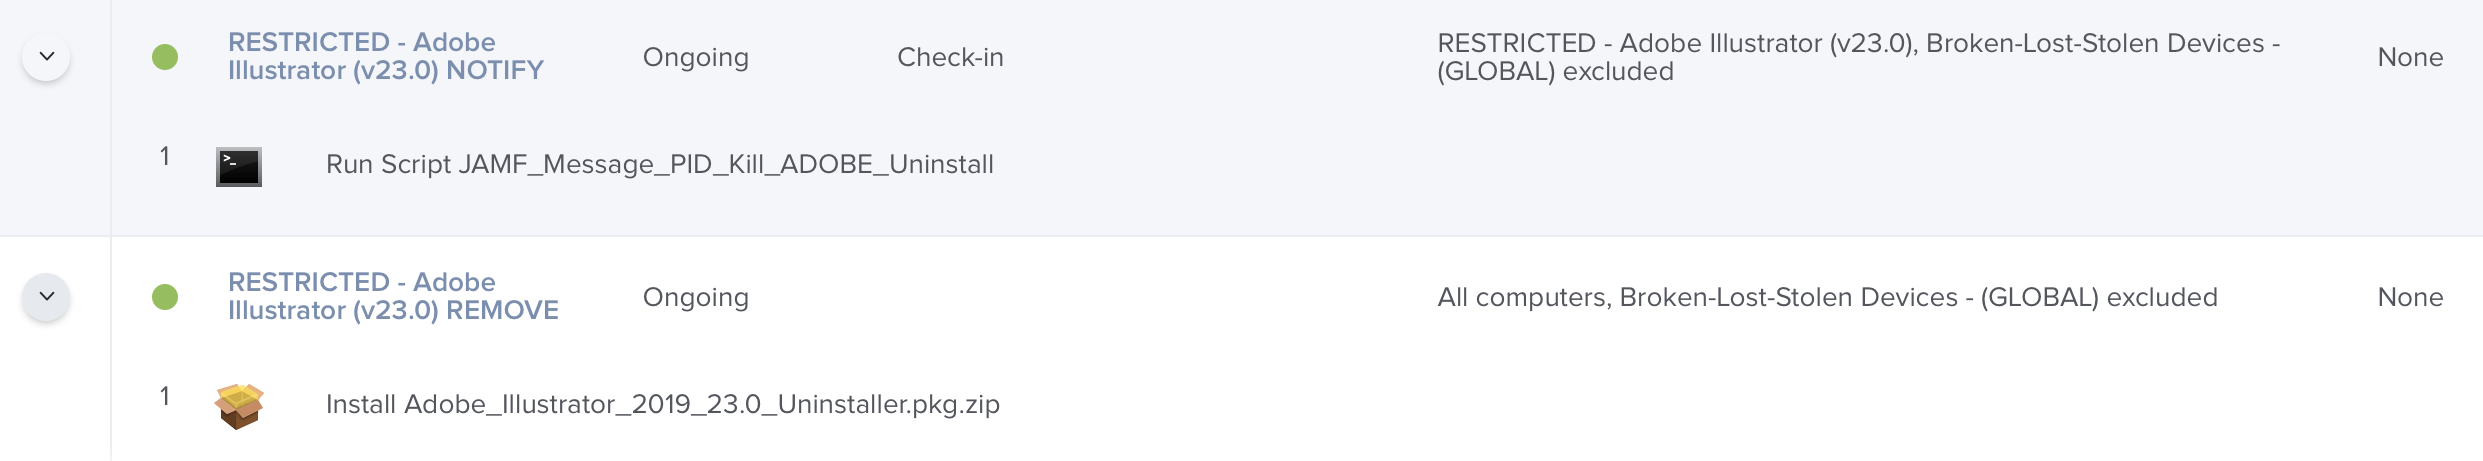 RESTRICTED - Adobe
Illustrator (v23.0) NOTIFY
Ongoing
Check-in
RESTRICTED - Adobe Illustrator (v23.0), Broken-Lost-Stolen Devices -
(GLOBAL) excluded
None
1
>_
Run Script JAMF_Message_PID_Kill_ADOBE_Uninstall
RESTRICTED - Adobe
Illustrator (v23.0) REMOVE
Ongoing
All computers, Broken-Lost-Stolen Devices - (GLOBAL) excluded
None
1
Install Adobe_Illustrator_2019_23.0_Uninstaller.pkg.zip